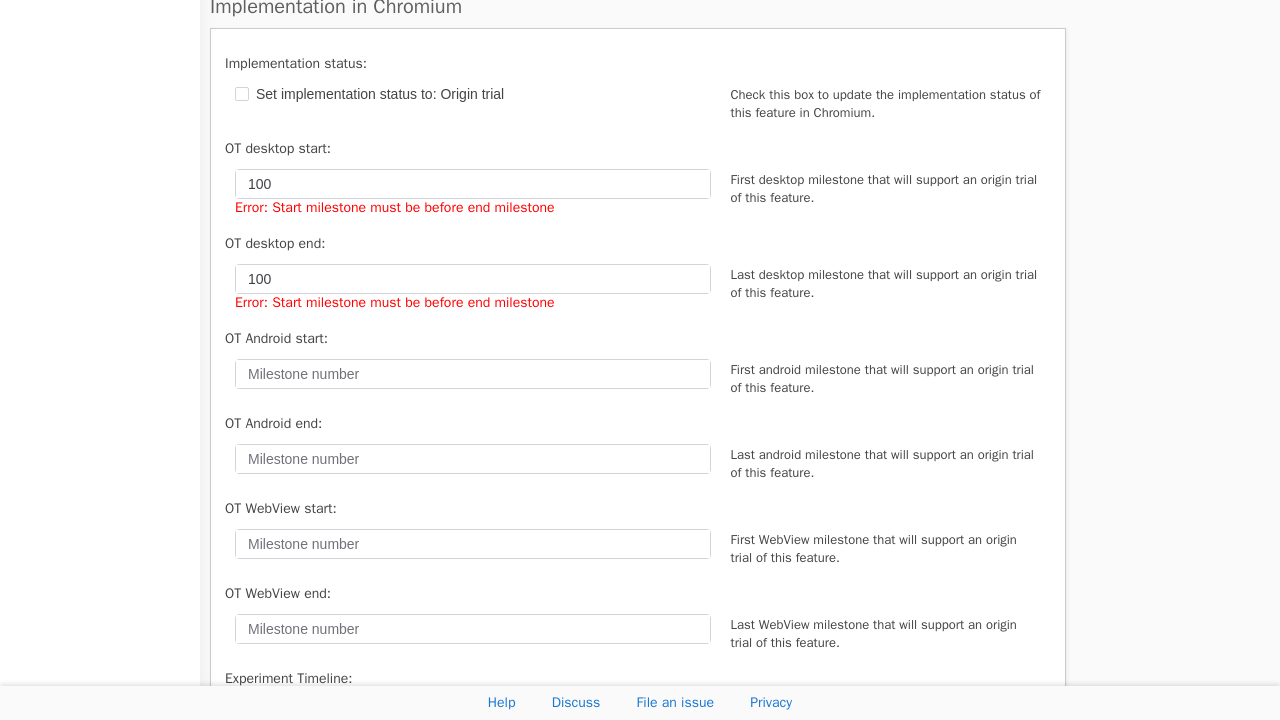 Implementation in Chromium
Implementation status:
Set implementation status to: Origin trial
Check this box to update the implementation status of
this feature in Chromium.
OT desktop start:
100
Error: Start milestone must be before end milestone
First desktop milestone that will support an origin trial
of this feature.
OT desktop end:
100
Error: Start milestone must be before end milestone
Last desktop milestone that will support an origin trial
of this feature.
OT Android start:
Milestone number
First android milestone that will support an origin trial
of this feature.
OT Android end:
Milestone number
Last android milestone that will support an origin trial
of this feature.
OT WebView start:
Milestone number
First WebView milestone that will support an origin
trial of this feature.
OT WebView end:
Milestone number
Last WebView milestone that will support an origin
trial of this feature.
Experiment Timeline:
Help Discuss File an issue Privacy